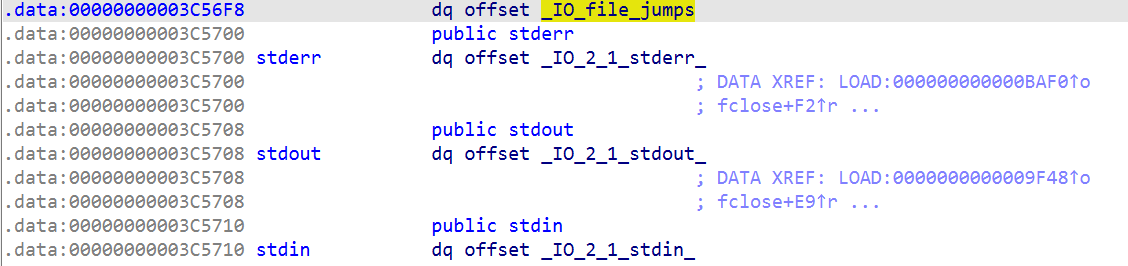 .data:00000000003C56F8 dq offset _IO_file_jumps
.data:00000000003C5700 public stderr
.data:00000000003C5700 stderr dq offset _IO_2_1_stderr_
.data:00000000003C5700 ; DATA XREF: LOAD:000000000000BAF0↑o
.data:00000000003C5700 ; fclose+F2↑r ...
.data:00000000003C5708 public stdout
.data:00000000003C5708 stdout dq offset _IO_2_1_stdout_
.data:00000000003C5708 ; DATA XREF: LOAD:0000000000009F48↑o
.data:00000000003C5708 ; fclose+E9↑r ...
.data:00000000003C5710 public stdin
.data:00000000003C5710 stdin dq offset _IO_2_1_stdin_